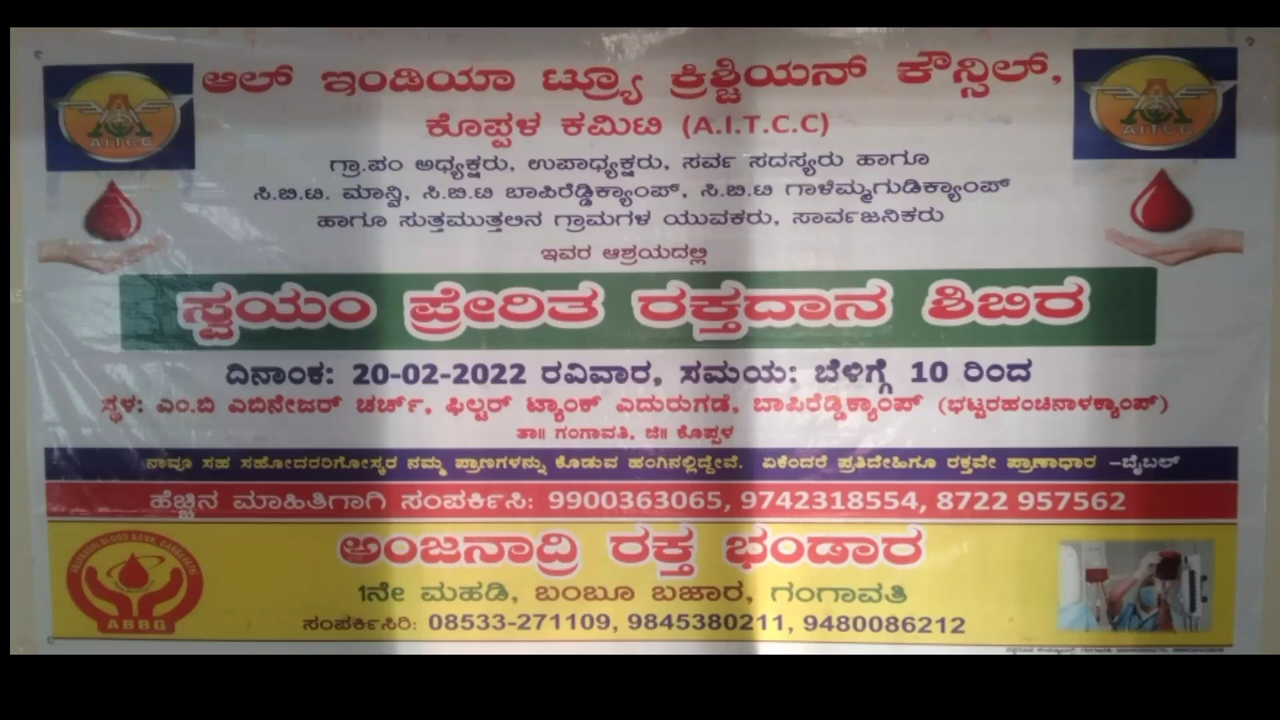 ಆಲ್ ಇಂಡಿಯಾ ಟ್ರ್ಯೂ ಕ್ರಿಶ್ಚಿಯನ್ ಕೌನ್ಸಿಲ್,
ಕೊಪ್ಪಳ ಕಮಿಟಿ (A.I.T.C.C)
AITCC
AITCC
ಗ್ರಾ.ಪಂ ಅಧ್ಯಕ್ಷರು, ಉಪಾಧ್ಯಕ್ಷರು, ಸರ್ವ ಸದಸ್ಯರು ಹಾಗೂ
ಸಿ.ಬಿ.ಟಿ. ಮಾನ್ವಿ, ಸಿ.ಬಿ.ಟಿ ಬಾಪಿರೆಡ್ಡಿಕ್ಯಾಂಪ್, ಸಿ.ಬಿ.ಟಿ ಗಾಳೆಮ್ಮಗುಡಿಕ್ಯಾಂಪ್
ಹಾಗೂ ಸುತ್ತಮುತ್ತಲಿನ ಗ್ರಾಮಗಳ ಯುವಕರು, ಸಾರ್ವಜನಿಕರು
ಇವರ ಆಶ್ರಯದಲ್ಲಿ
ಸ್ವಯಂ ಪ್ರೇರಿತ ರಕ್ತದಾನ ಶಿಬಿರ
ದಿನಾಂಕ: 20-02-2022 ರವಿವಾರ, ಸಮಯ: ಬೆಳಿಗ್ಗೆ 10 ರಿಂದ
ಸ್ಥಳ: ಎಂ.ಬಿ ಎಬಿನೇಜರ್ ಚರ್ಚ್, ಫಿಲ್ಟರ್ ಟ್ಯಾಂಕ್ ಎದುರುಗಡೆ, ಬಾಪಿರೆಡ್ಡಿಕ್ಯಾಂಪ್ (ಭಟ್ಟರಹಂಚಿನಾಳಕ್ಯಾಂಪ್)
ತಾ॥ ಗಂಗಾವತಿ, ಜಿ॥ ಕೊಪ್ಪಳ
ನಾವೂ ಸಹ ಸಹೋದರರಿಗೋಸ್ಕರ ನಮ್ಮ ಪ್ರಾಣಗಳನ್ನು ಕೊಡುವ ಹಂಗಿನಲ್ಲಿದ್ದೇವೆ. ಏಕೆಂದರೆ ಪ್ರತಿದೇಹಿಗೂ ರಕ್ತವೇ ಪ್ರಾಣಾಧಾರ –ಬೈಬಲ್
ಹೆಚ್ಚಿನ ಮಾಹಿತಿಗಾಗಿ ಸಂಪರ್ಕಿಸಿ: 9900363065, 9742318554, 8722 957562
ಅಂಜನಾದ್ರಿ ರಕ್ತ ಭಂಡಾರ
1ನೇ ಮಹಡಿ, ಬಂಬೂ ಬಜಾರ, ಗಂಗಾವತಿ
ಸಂಪರ್ಕಿಸಿರಿ: 08533-271109, 9845380211, 9480086212
ABBG